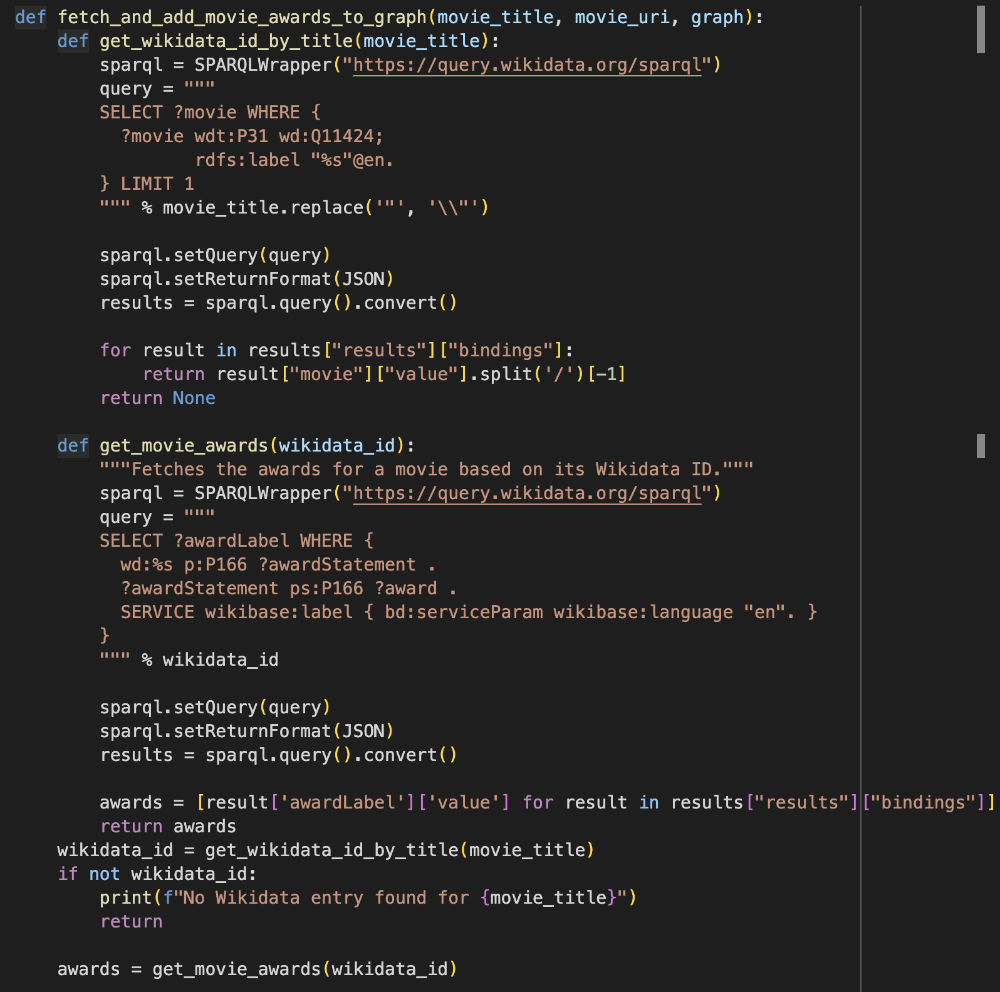 def fetch_and_add_movie_awards_to_graph(movie_title, movie_uri, graph):
    def get_wikidata_id_by_title(movie_title):
        sparql = SPARQLWrapper("https://query.wikidata.org/sparql")
        query = """
        SELECT ?movie WHERE {
          ?movie wdt:P31 wd:Q11424;
                 rdfs:label "%s"@en.
        } LIMIT 1
        """ % movie_title.replace('"', '\\"')

        sparql.setQuery(query)
        sparql.setReturnFormat(JSON)
        results = sparql.query().convert()

        for result in results["results"]["bindings"]:
            return result["movie"]["value"].split('/')[-1]
        return None

    def get_movie_awards(wikidata_id):
        """Fetches the awards for a movie based on its Wikidata ID."""
        sparql = SPARQLWrapper("https://query.wikidata.org/sparql")
        query = """
        SELECT ?awardLabel WHERE {
          wd:%s p:P166 ?awardStatement .
          ?awardStatement ps:P166 ?award .
          SERVICE wikibase:label { bd:serviceParam wikibase:language "en". }
        }
        """ % wikidata_id

        sparql.setQuery(query)
        sparql.setReturnFormat(JSON)
        results = sparql.query().convert()

        awards = [result['awardLabel']['value'] for result in results["results"]["bindings"]]
        return awards
    wikidata_id = get_wikidata_id_by_title(movie_title)
    if not wikidata_id:
        print(f"No Wikidata entry found for {movie_title}")
        return

    awards = get_movie_awards(wikidata_id)